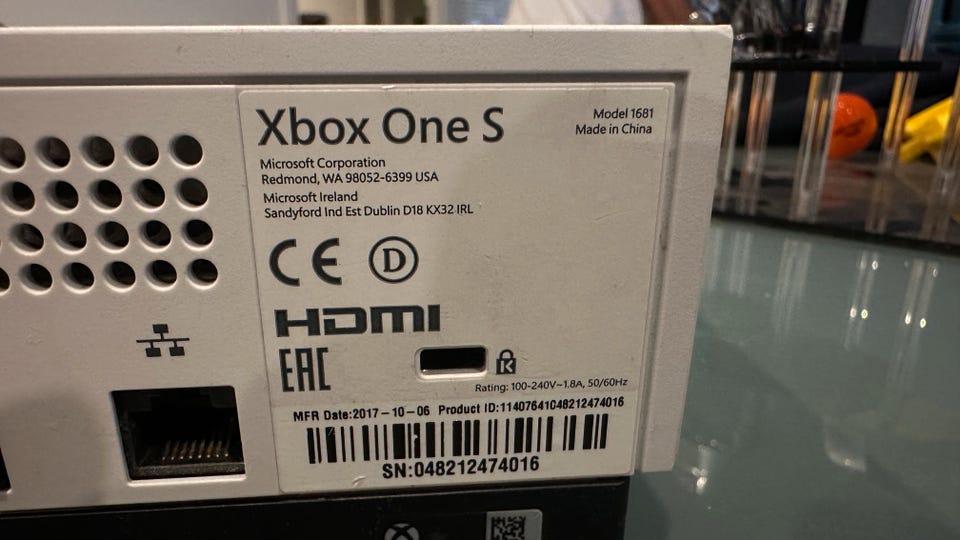 Xbox One S
Model 1681
Made in China
Microsoft Corporation
Redmond, WA 98052-6399 USA
Microsoft Ireland
Sandyford Ind Est Dublin D18 KX32 IRL
CE D
HDMI
EAC
K
Rating: 100-240V~1.8A, 50/60Hz
MFR Date:2017-10-06 Product ID:11407641048212474016
SN:048212474016